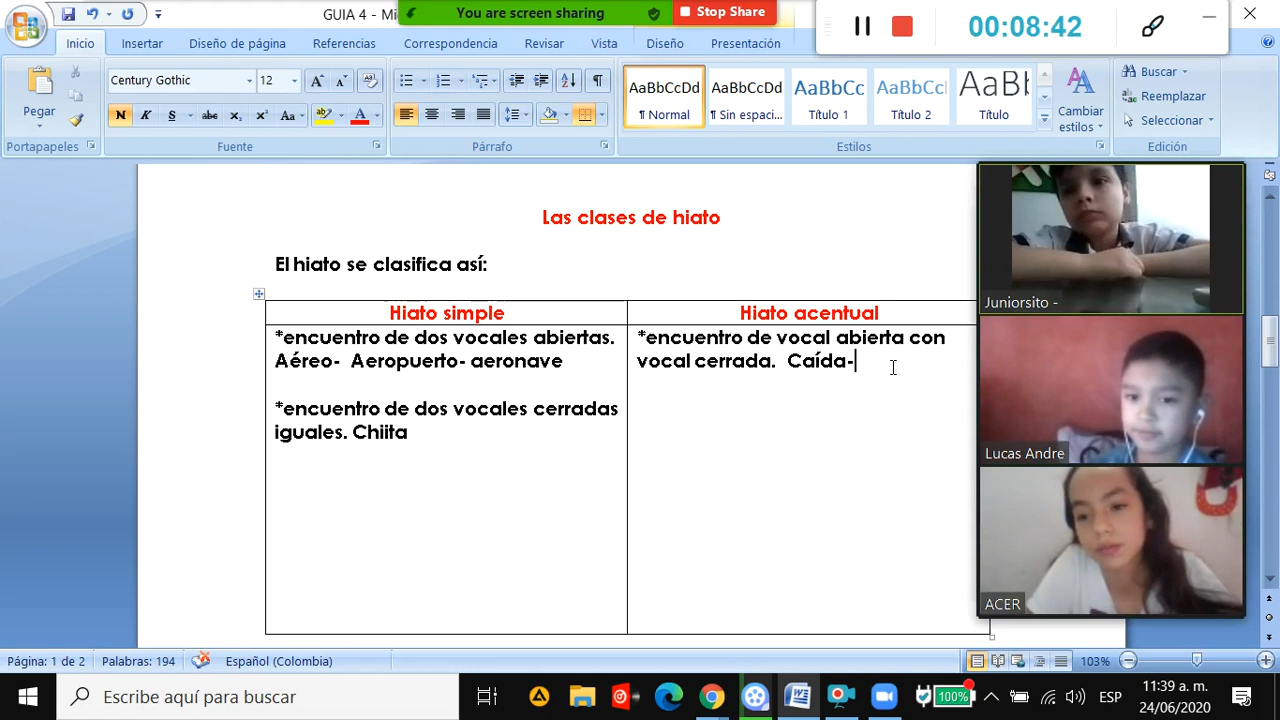 GUIA 4 - Mi
You are screen sharing
Stop Share
00:08:42
Inicio
Insertar
Diseño de página
Referencias
Correspondencia
Revisar
Vista
Diseño
Presentación
Pegar
Portapapeles
Century Gothic
12
Fuente
Párrafo
AaBbCcDd
¶ Normal
AaBbCcDd
¶ Sin espaci...
AaBbCc
Título 1
AaBbCcI
Título 2
AaBb
Título
Cambiar
estilos
Estilos
Buscar
Reemplazar
Seleccionar
Edición
Las clases de hiato
El hiato se clasifica así:
Hiato simple
*encuentro de dos vocales abiertas.
Aéreo- Aeropuerto- aeronave
*encuentro de dos vocales cerradas
iguales. Chiita
Hiato acentual
*encuentro de vocal abierta con
vocal cerrada. Caída-
Juniorsito -
Lucas Andre
ACER
Página: 1 de 2
Palabras: 194
Español (Colombia)
103%
Escribe aquí para buscar
100%
ESP
11:39 a. m.
24/06/2020